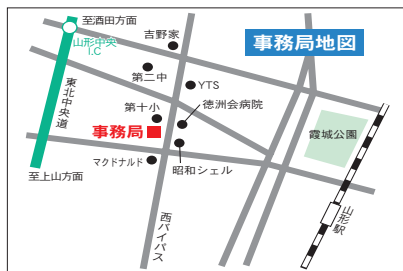 至酒田方面
吉野家
事務局地図
山形中央
I.C
第二中
YTS
東北中央道
第十小
徳洲会病院
事務局
霞城公園
マクドナルド
昭和シェル
至上山方面
西バイパス
山形駅